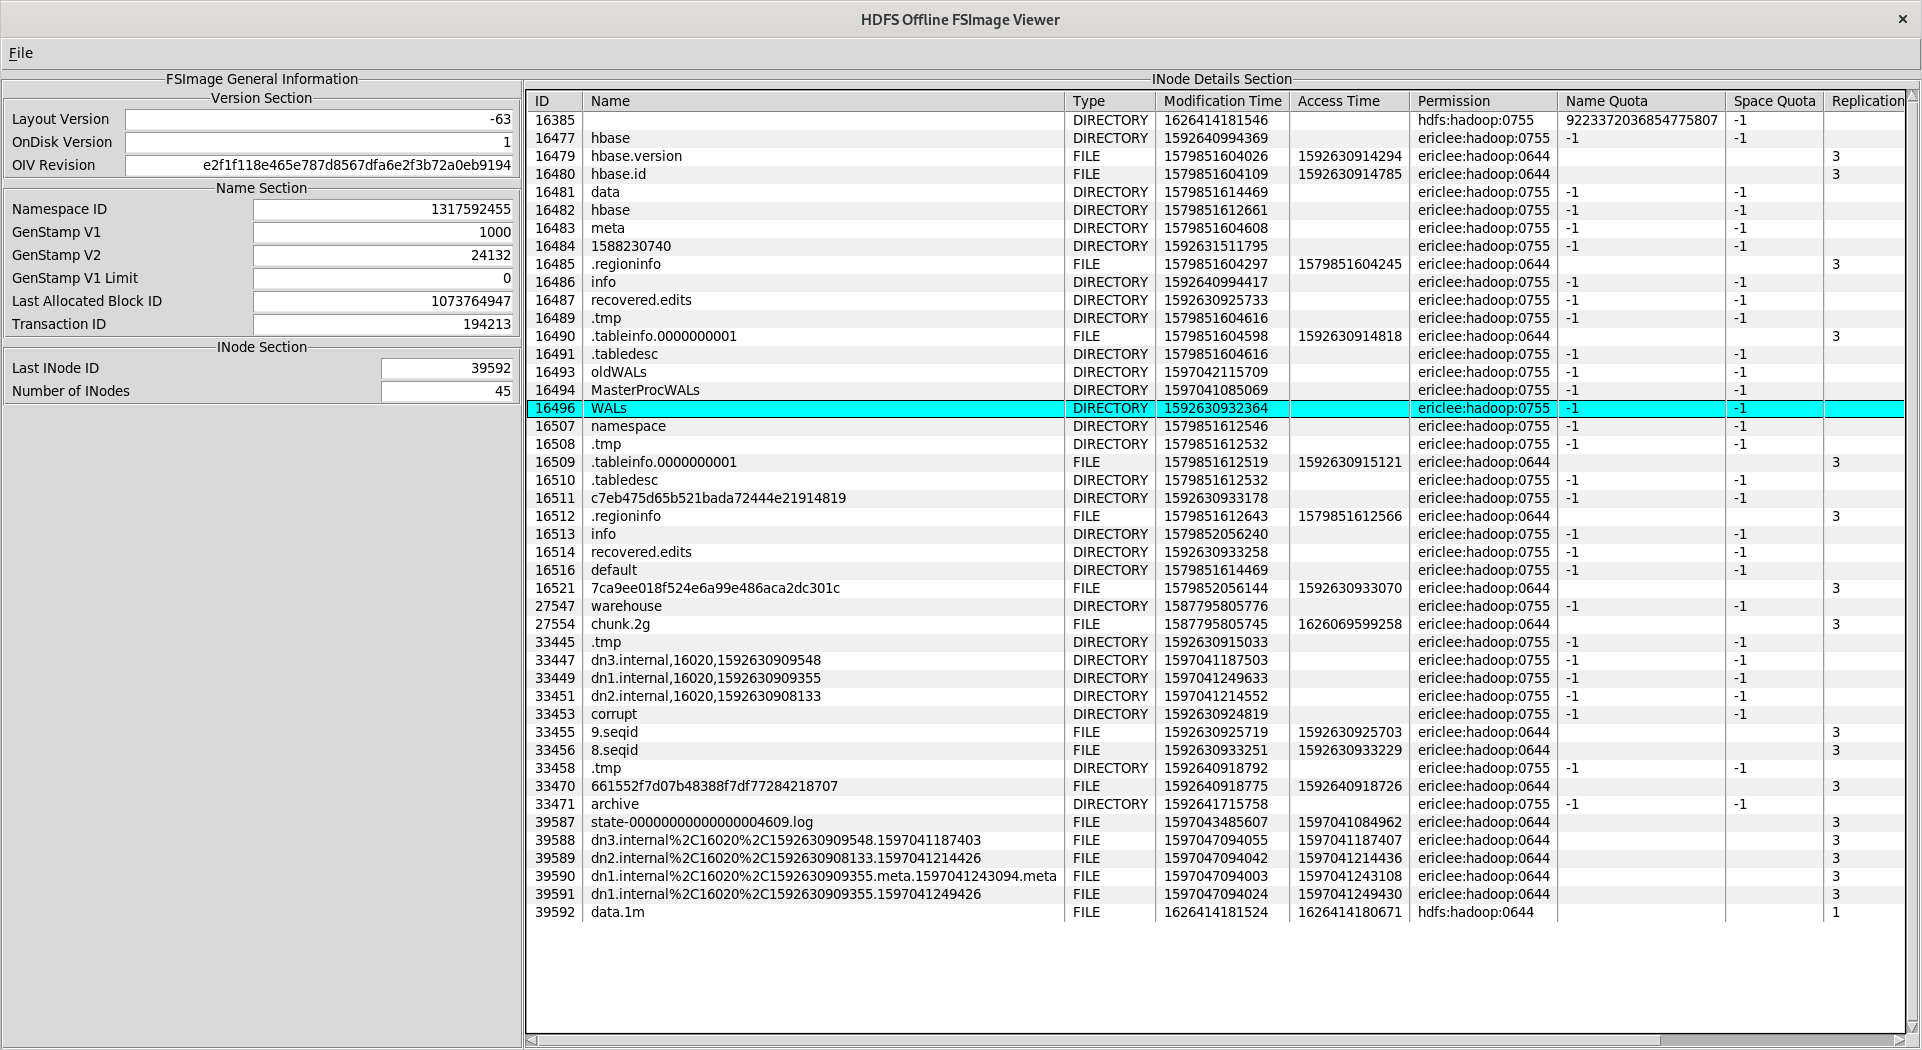 HDFS Offline FSImage Viewer
File
FSImage General Information
Version Section
Layout Version -63
OnDisk Version 1
OIV Revision e2f1f118e465e787d8567dfa6e2f3b72a0eb9194
Name Section
Namespace ID 1317592455
GenStamp V1 1000
GenStamp V2 24132
GenStamp V1 Limit 0
Last Allocated Block ID 1073764947
Transaction ID 194213
INode Section
Last INode ID 39592
Number of INodes 45
INode Details Section
ID Name Type Modification Time Access Time Permission Name Quota Space Quota Replication
16385 DIRECTORY 1626414181546 hdfs:hadoop:0755 9223372036854775807 -1
16477 hbase DIRECTORY 1592640994369 ericlee:hadoop:0755 -1 -1
16479 hbase.version FILE 1579851604026 1592630914294 ericlee:hadoop:0644 3
16480 hbase.id FILE 1579851604109 1592630914785 ericlee:hadoop:0644 3
16481 data DIRECTORY 1579851614469 ericlee:hadoop:0755 -1 -1
16482 hbase DIRECTORY 1579851612661 ericlee:hadoop:0755 -1 -1
16483 meta DIRECTORY 1579851604608 ericlee:hadoop:0755 -1 -1
16484 1588230740 DIRECTORY 1592631511795 ericlee:hadoop:0755 -1 -1
16485 .regioninfo FILE 1579851604297 1579851604245 ericlee:hadoop:0644 3
16486 info DIRECTORY 1592640994417 ericlee:hadoop:0755 -1 -1
16487 recovered.edits DIRECTORY 1592630925733 ericlee:hadoop:0755 -1 -1
16489 .tmp DIRECTORY 1579851604616 ericlee:hadoop:0755 -1 -1
16490 .tableinfo.0000000001 FILE 1579851604598 1592630914818 ericlee:hadoop:0644 3
16491 .tabledesc DIRECTORY 1579851604616 ericlee:hadoop:0755 -1 -1
16493 oldWALs DIRECTORY 1597042115709 ericlee:hadoop:0755 -1 -1
16494 MasterProcWALs DIRECTORY 1597041085069 ericlee:hadoop:0755 -1 -1
16496 WALs DIRECTORY 1592630932364 ericlee:hadoop:0755 -1 -1
16507 namespace DIRECTORY 1579851612546 ericlee:hadoop:0755 -1 -1
16508 .tmp DIRECTORY 1579851612532 ericlee:hadoop:0755 -1 -1
16509 .tableinfo.0000000001 FILE 1579851612519 1592630915121 ericlee:hadoop:0644 3
16510 .tabledesc DIRECTORY 1579851612532 ericlee:hadoop:0755 -1 -1
16511 c7eb475d65b521bada72444e21914819 DIRECTORY 1592630933178 ericlee:hadoop:0755 -1 -1
16512 .regioninfo FILE 1579851612643 1579851612566 ericlee:hadoop:0644 3
16513 info DIRECTORY 1579852056240 ericlee:hadoop:0755 -1 -1
16514 recovered.edits DIRECTORY 1592630933258 ericlee:hadoop:0755 -1 -1
16516 default DIRECTORY 1579851614469 ericlee:hadoop:0755 -1 -1
16521 7ca9ee018f524e6a99e486aca2dc301c FILE 1579852056144 1592630933070 ericlee:hadoop:0644 3
27547 warehouse DIRECTORY 1587795805776 ericlee:hadoop:0755 -1 -1
27554 chunk.2g FILE 1587795805745 1626069599258 ericlee:hadoop:0644 3
33445 .tmp DIRECTORY 1592630915033 ericlee:hadoop:0755 -1 -1
33447 dn3.internal,16020,1592630909548 DIRECTORY 1597041187503 ericlee:hadoop:0755 -1 -1
33449 dn1.internal,16020,1592630909355 DIRECTORY 1597041249633 ericlee:hadoop:0755 -1 -1
33451 dn2.internal,16020,1592630908133 DIRECTORY 1597041214552 ericlee:hadoop:0755 -1 -1
33453 corrupt DIRECTORY 1592630924819 ericlee:hadoop:0755 -1 -1
33455 9.seqid FILE 1592630925719 1592630925703 ericlee:hadoop:0644 3
33456 8.seqid FILE 1592630933251 1592630933229 ericlee:hadoop:0644 3
33458 .tmp DIRECTORY 1592640918792 ericlee:hadoop:0755 -1 -1
33470 661552f7d07b48388f7df77284218707 FILE 1592640918775 1592640918726 ericlee:hadoop:0644 3
33471 archive DIRECTORY 1592641715758 ericlee:hadoop:0755 -1 -1
39587 state-00000000000000004609.log FILE 1597043485607 1597041084962 ericlee:hadoop:0644 3
39588 dn3.internal%2C16020%2C1592630909548.1597041187403 FILE 1597047094055 1597041187407 ericlee:hadoop:0644 3
39589 dn2.internal%2C16020%2C1592630908133.1597041214426 FILE 1597047094042 1597041214436 ericlee:hadoop:0644 3
39590 dn1.internal%2C16020%2C1592630909355.meta.1597041243094.meta FILE 1597047094003 1597041243108 ericlee:hadoop:0644 3
39591 dn1.internal%2C16020%2C1592630909355.1597041249426 FILE 1597047094024 1597041249430 ericlee:hadoop:0644 3
39592 data.1m FILE 1626414181524 1626414180671 hdfs:hadoop:0644 1